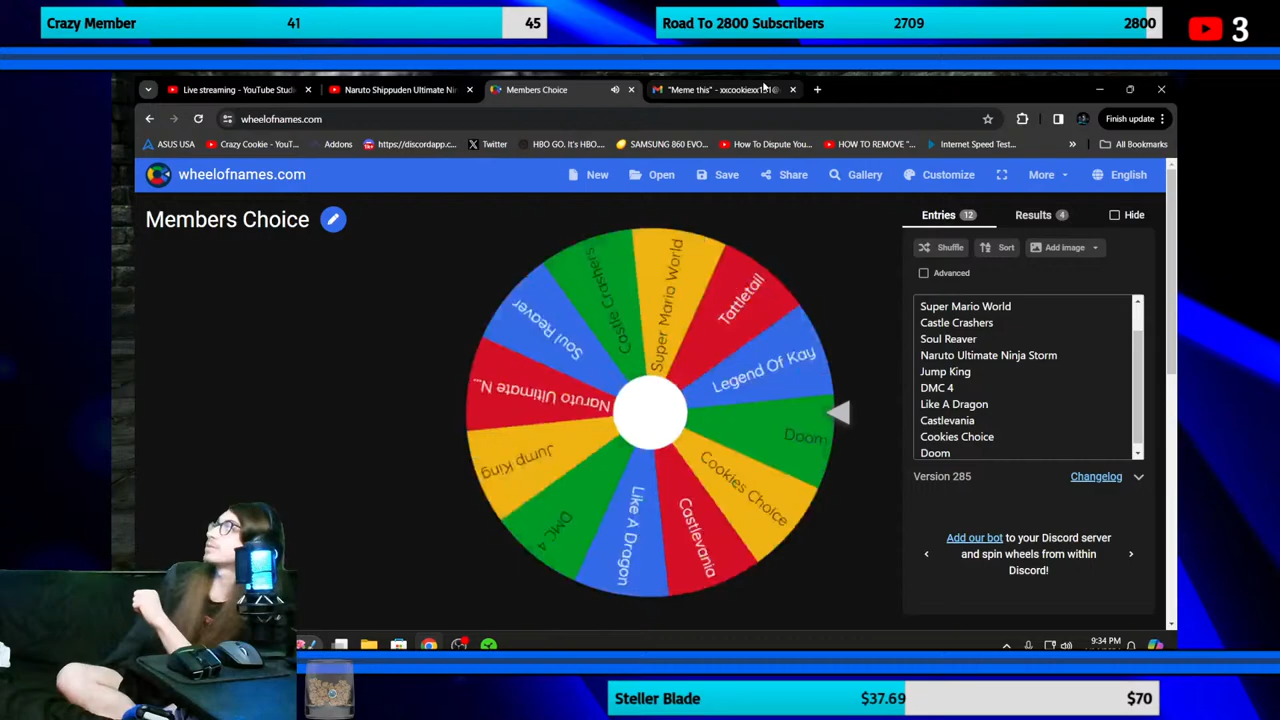 Crazy Member 41 45
Road To 2800 Subscribers 2709 2800
3
Live streaming - YouTube Stud
Naruto Shippuden Ultimate Nin
Members Choice
"Meme this" -
wheelofnames.com
Finish update
ASUS USA
Crazy Cookie - YouT...
Addons
https://discordapp.c...
Twitter
HBO GO. It's HBO....
SAMSUNG 860 EVO...
How To Dispute You...
HOW TO REMOVE "...
Internet Speed Test...
»
All Bookmarks
wheelofnames.com
New
Open
Save
Share
Gallery
Customize
More
English
Members Choice
Entries 12
Results 4
Hide
Shuffle
Sort
Add image
Advanced
Super Mario World
Castle Crashers
Soul Reaver
Naruto Ultimate Ninja Storm
Jump King
DMC 4
Like A Dragon
Castlevania
Cookies Choice
Doom
Version 285
Changelog
Add our bot to your Discord server
and spin wheels from within
Discord!
Super Mario World
Tattletail
Legend Of Kay
Doom
Cookies Choice
Castlevania
Like A Dragon
DMC 4
Jump King
Naruto Ultimate N...
Soul Reaver
Castle Crashers
9:34 PM
Steller Blade $37.69 $70